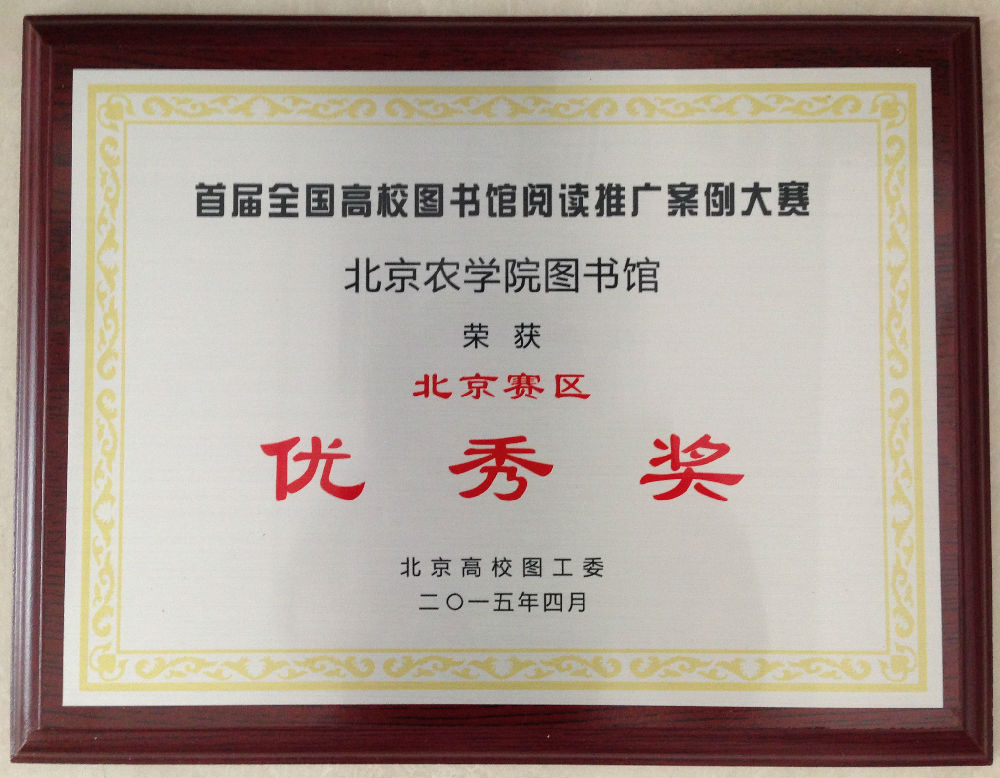 首届全国高校图书馆阅读推广案例大赛
北京农学院图书馆
荣 获
北京赛区
优 秀 奖
北京高校图工委
二〇一五年四月